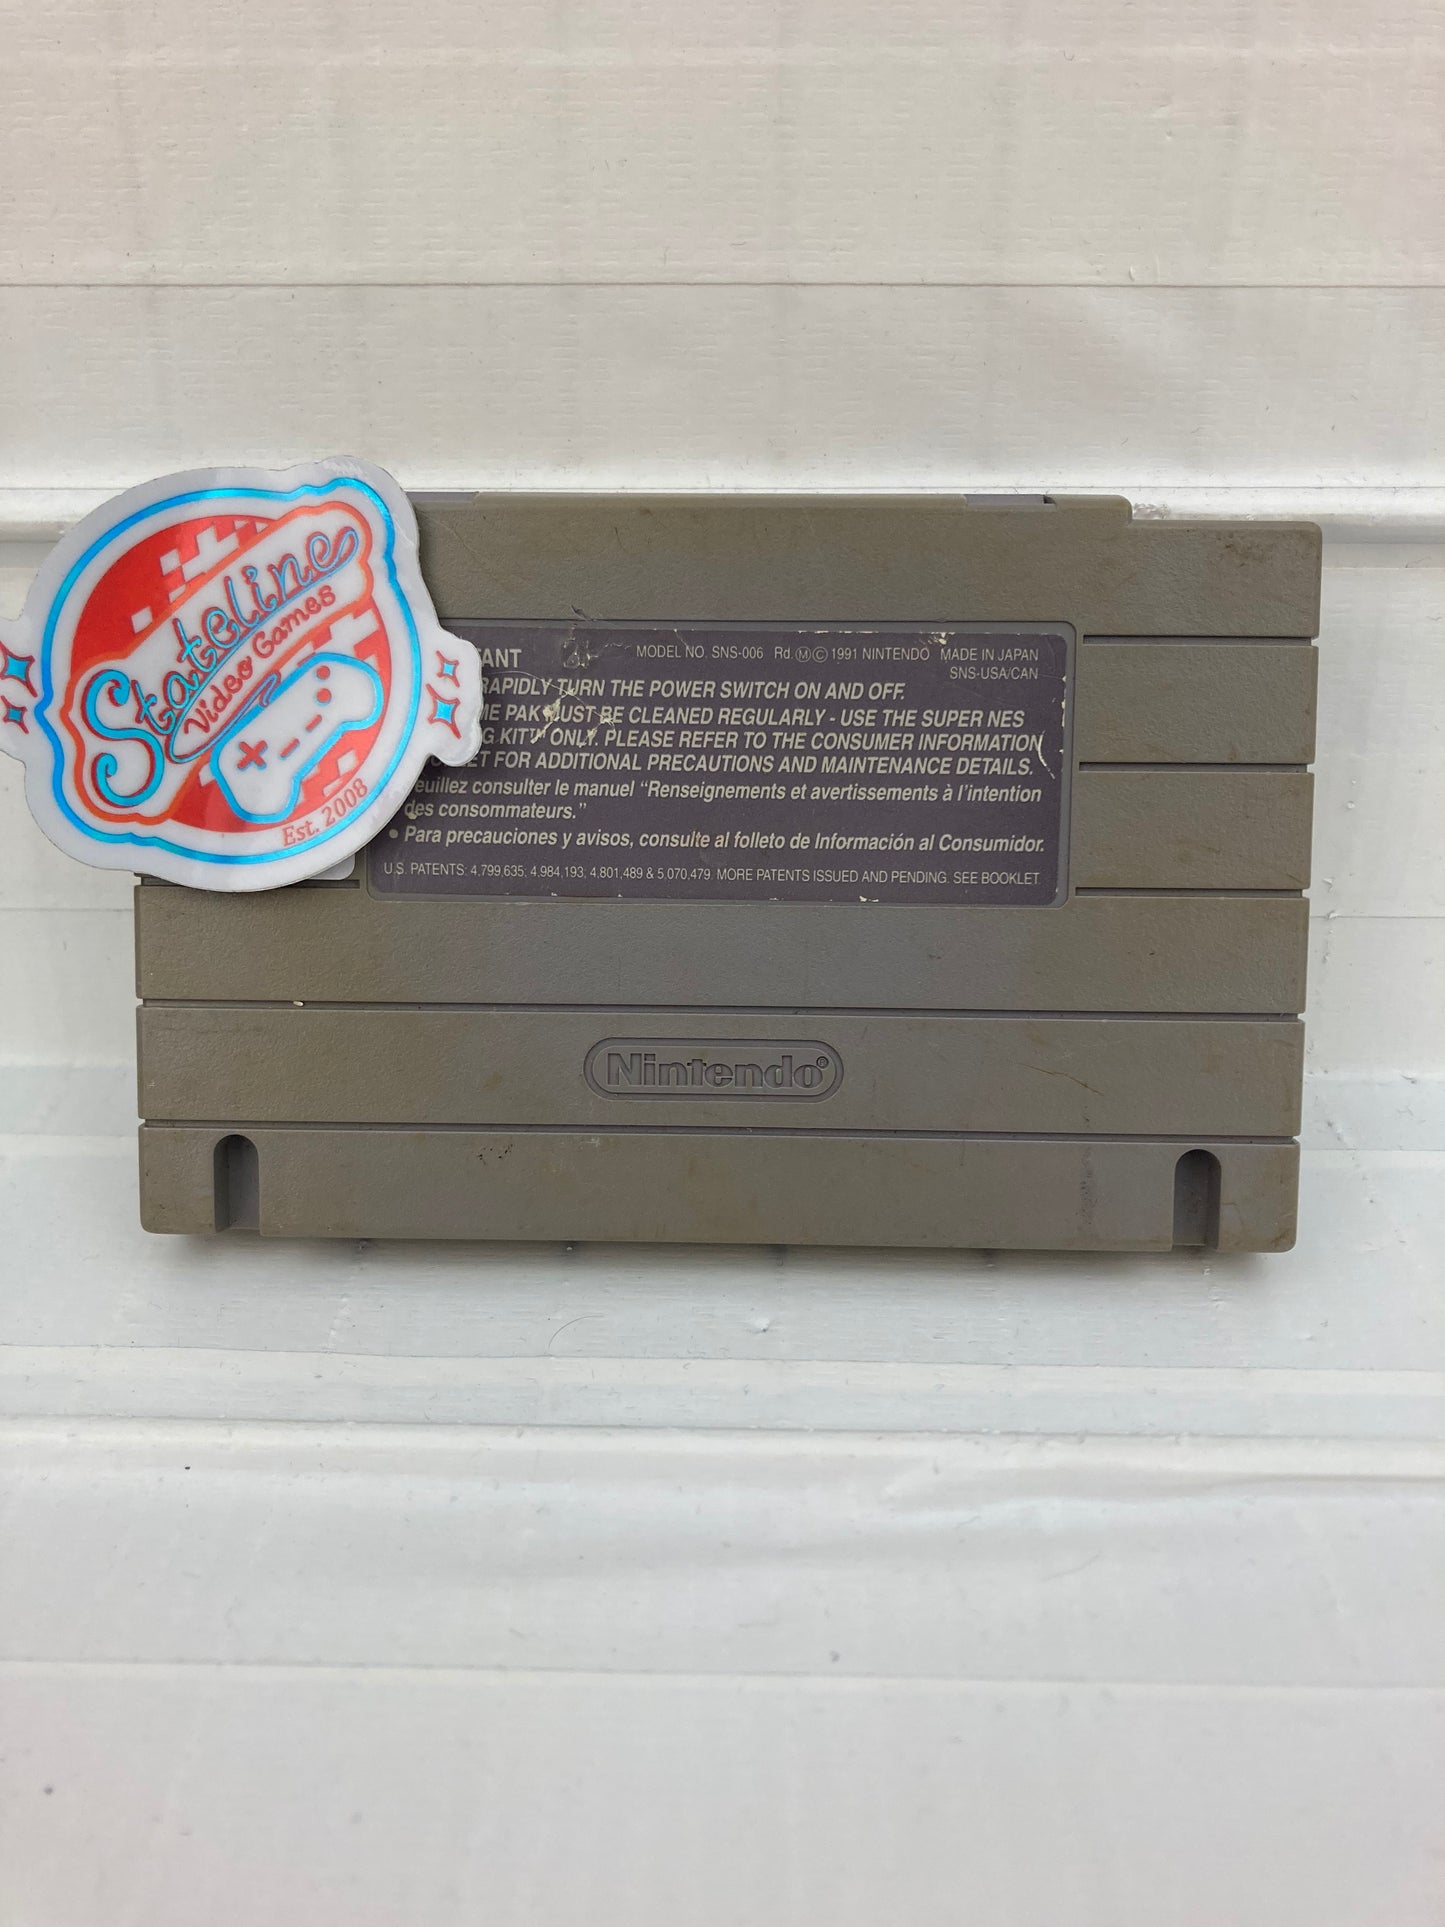 Stateline
Video Games
Est. 2008
TANT MODEL NO. SNS-006 Rd. Ⓜ© 1991 NINTENDO MADE IN JAPAN
SNS-USA/CAN
RAPIDLY TURN THE POWER SWITCH ON AND OFF.
ME PAK MUST BE CLEANED REGULARLY - USE THE SUPER NES
G KIT™ ONLY. PLEASE REFER TO THE CONSUMER INFORMATION
ET FOR ADDITIONAL PRECAUTIONS AND MAINTENANCE DETAILS.
euillez consulter le manuel “Renseignements et avertissements à l’intention
des consommateurs.”
• Para precauciones y avisos, consulte al folleto de Información al Consumidor.
U.S. PATENTS: 4,799,635; 4,984,193; 4,801,489 & 5,070,479. MORE PATENTS ISSUED AND PENDING. SEE BOOKLET.
Nintendo®